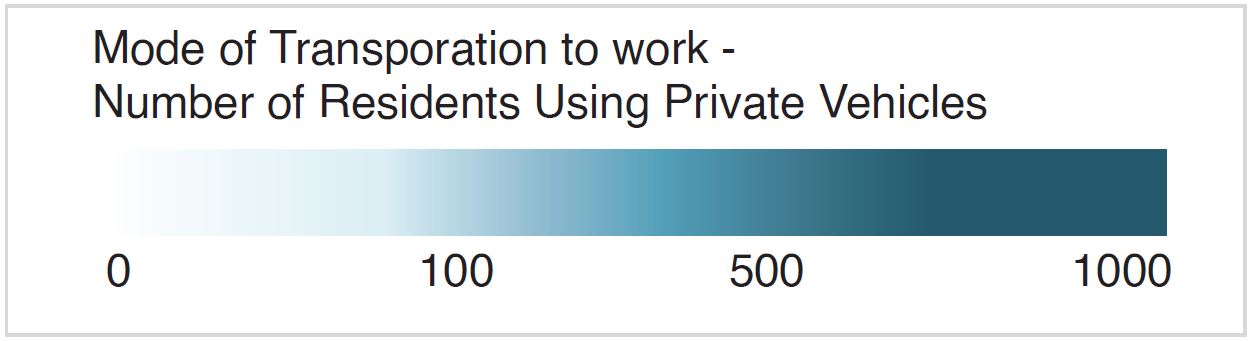 Mode of Transporation to work -
Number of Residents Using Private Vehicles
0 100 500 1000